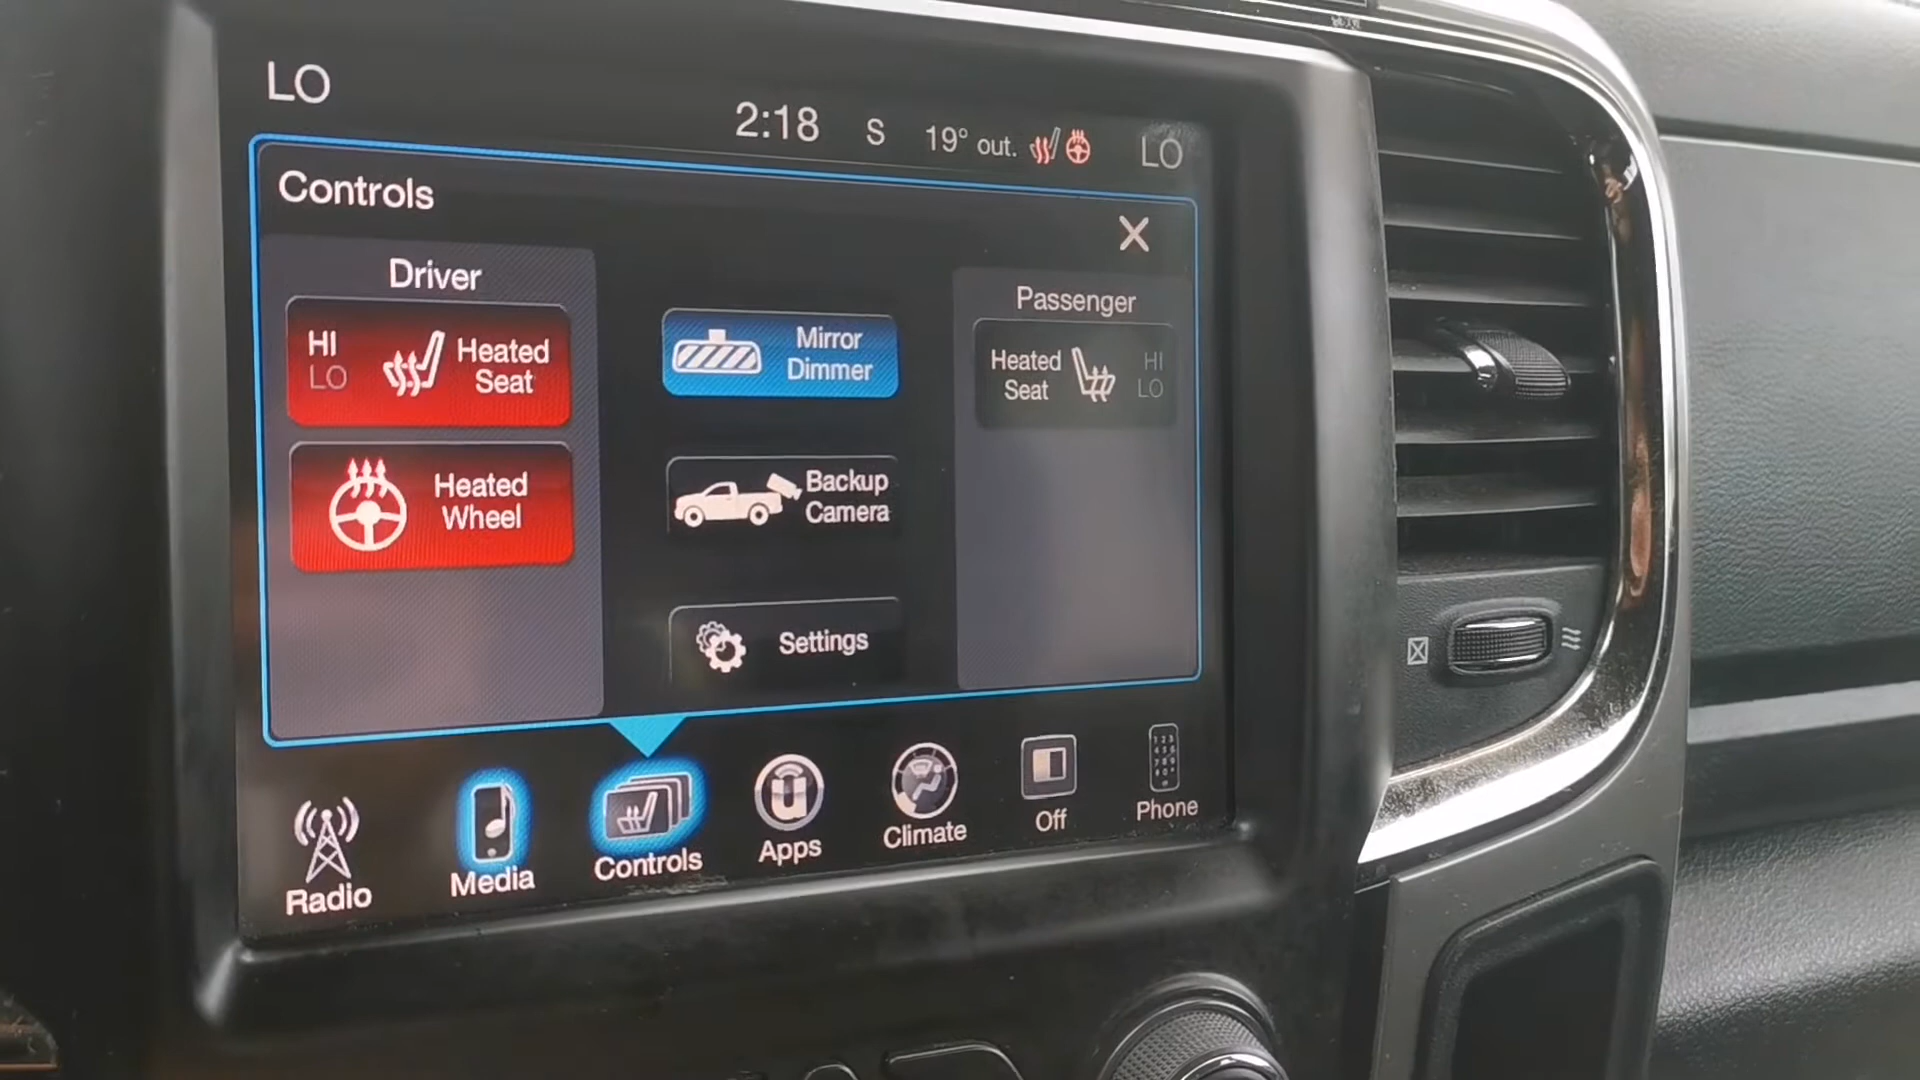 LO
2:18 S 19° out. LO
Controls
X
Driver
HI
LO
Heated
Seat
Heated
Wheel
Mirror
Dimmer
Backup
Camera
Settings
Passenger
Heated
Seat
HI
LO
Radio
Media
Controls
Apps
Climate
Off
Phone